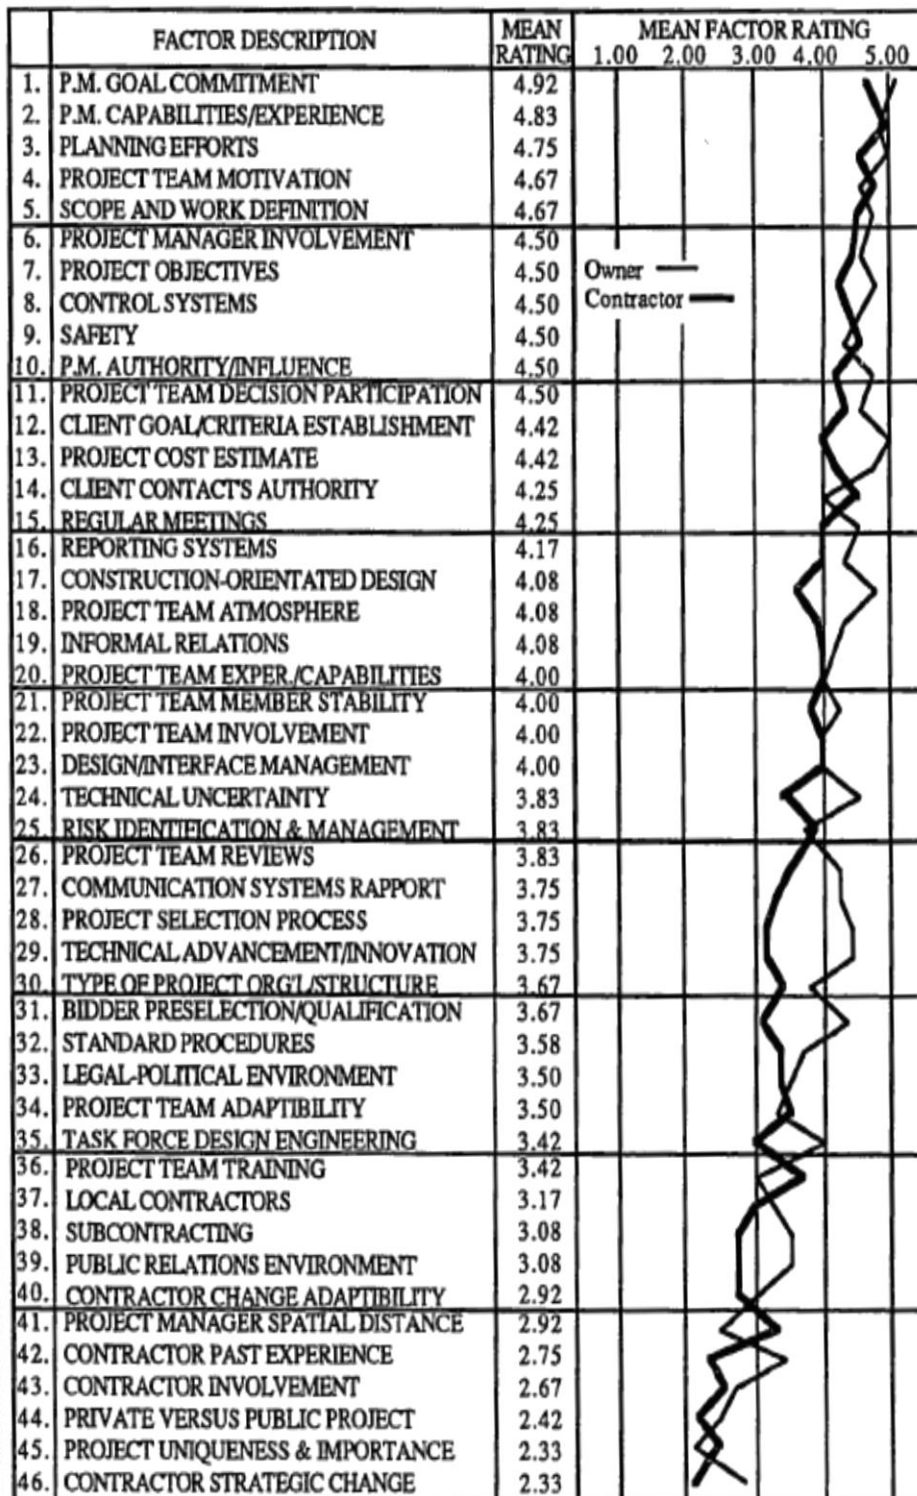 FACTOR DESCRIPTION MEAN RATING MEAN FACTOR RATING
1.00 2.00 3.00 4.00 5.00
1. P.M. GOAL COMMITMENT 4.92
2. P.M. CAPABILITIES/EXPERIENCE 4.83
3. PLANNING EFFORTS 4.75
4. PROJECT TEAM MOTIVATION 4.67
5. SCOPE AND WORK DEFINITION 4.67
6. PROJECT MANAGER INVOLVEMENT 4.50
7. PROJECT OBJECTIVES 4.50 Owner
8. CONTROL SYSTEMS 4.50 Contractor
9. SAFETY 4.50
10. P.M. AUTHORITY/INFLUENCE 4.50
11. PROJECT TEAM DECISION PARTICIPATION 4.50
12. CLIENT GOAL/CRITERIA ESTABLISHMENT 4.42
13. PROJECT COST ESTIMATE 4.42
14. CLIENT CONTACT'S AUTHORITY 4.25
15. REGULAR MEETINGS 4.25
16. REPORTING SYSTEMS 4.17
17. CONSTRUCTION-ORIENTATED DESIGN 4.08
18. PROJECT TEAM ATMOSPHERE 4.08
19. INFORMAL RELATIONS 4.08
20. PROJECT TEAM EXPER./CAPABILITIES 4.00
21. PROJECT TEAM MEMBER STABILITY 4.00
22. PROJECT TEAM INVOLVEMENT 4.00
23. DESIGN/INTERFACE MANAGEMENT 4.00
24. TECHNICAL UNCERTAINTY 3.83
25. RISK IDENTIFICATION & MANAGEMENT 3.83
26. PROJECT TEAM REVIEWS 3.83
27. COMMUNICATION SYSTEMS RAPPORT 3.75
28. PROJECT SELECTION PROCESS 3.75
29. TECHNICAL ADVANCEMENT/INNOVATION 3.75
30. TYPE OF PROJECT ORG'L/STRUCTURE 3.67
31. BIDDER PRESELECTION/QUALIFICATION 3.67
32. STANDARD PROCEDURES 3.58
33. LEGAL-POLITICAL ENVIRONMENT 3.50
34. PROJECT TEAM ADAPTIBILITY 3.50
35. TASK FORCE DESIGN ENGINEERING 3.42
36. PROJECT TEAM TRAINING 3.42
37. LOCAL CONTRACTORS 3.17
38. SUBCONTRACTING 3.08
39. PUBLIC RELATIONS ENVIRONMENT 3.08
40. CONTRACTOR CHANGE ADAPTIBILITY 2.92
41. PROJECT MANAGER SPATIAL DISTANCE 2.92
42. CONTRACTOR PAST EXPERIENCE 2.75
43. CONTRACTOR INVOLVEMENT 2.67
44. PRIVATE VERSUS PUBLIC PROJECT 2.42
45. PROJECT UNIQUENESS & IMPORTANCE 2.33
46. CONTRACTOR STRATEGIC CHANGE 2.33